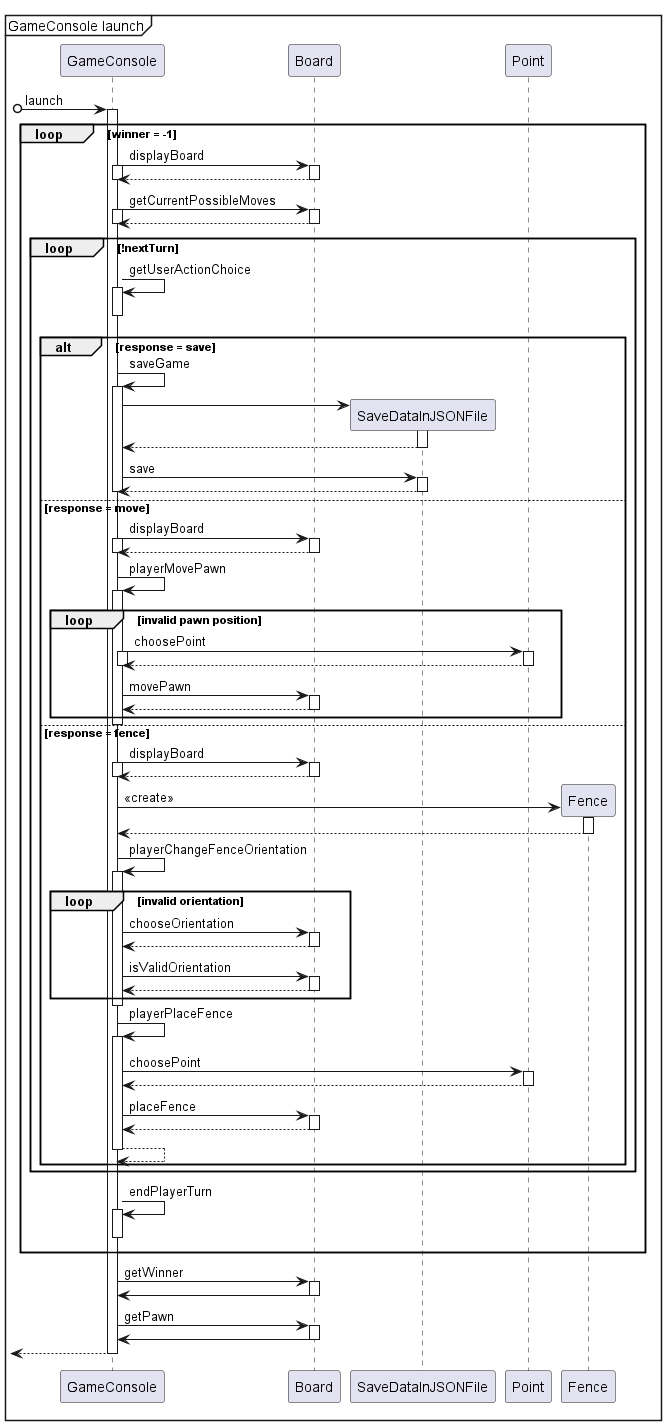 GameConsole launch
GameConsole Board Point
launch
loop [winner = -1]
displayBoard
getCurrentPossibleMoves
loop [!nextTurn]
getUserActionChoice
alt [response = save]
saveGame
SaveDataInJSONFile
save
[response = move]
displayBoard
playerMovePawn
loop [invalid pawn position]
choosePoint
movePawn
[response = fence]
displayBoard
«create»
Fence
playerChangeFenceOrientation
loop [invalid orientation]
chooseOrientation
isValidOrientation
playerPlaceFence
choosePoint
placeFence
endPlayerTurn
getWinner
getPawn
GameConsole Board SaveDataInJSONFile Point Fence